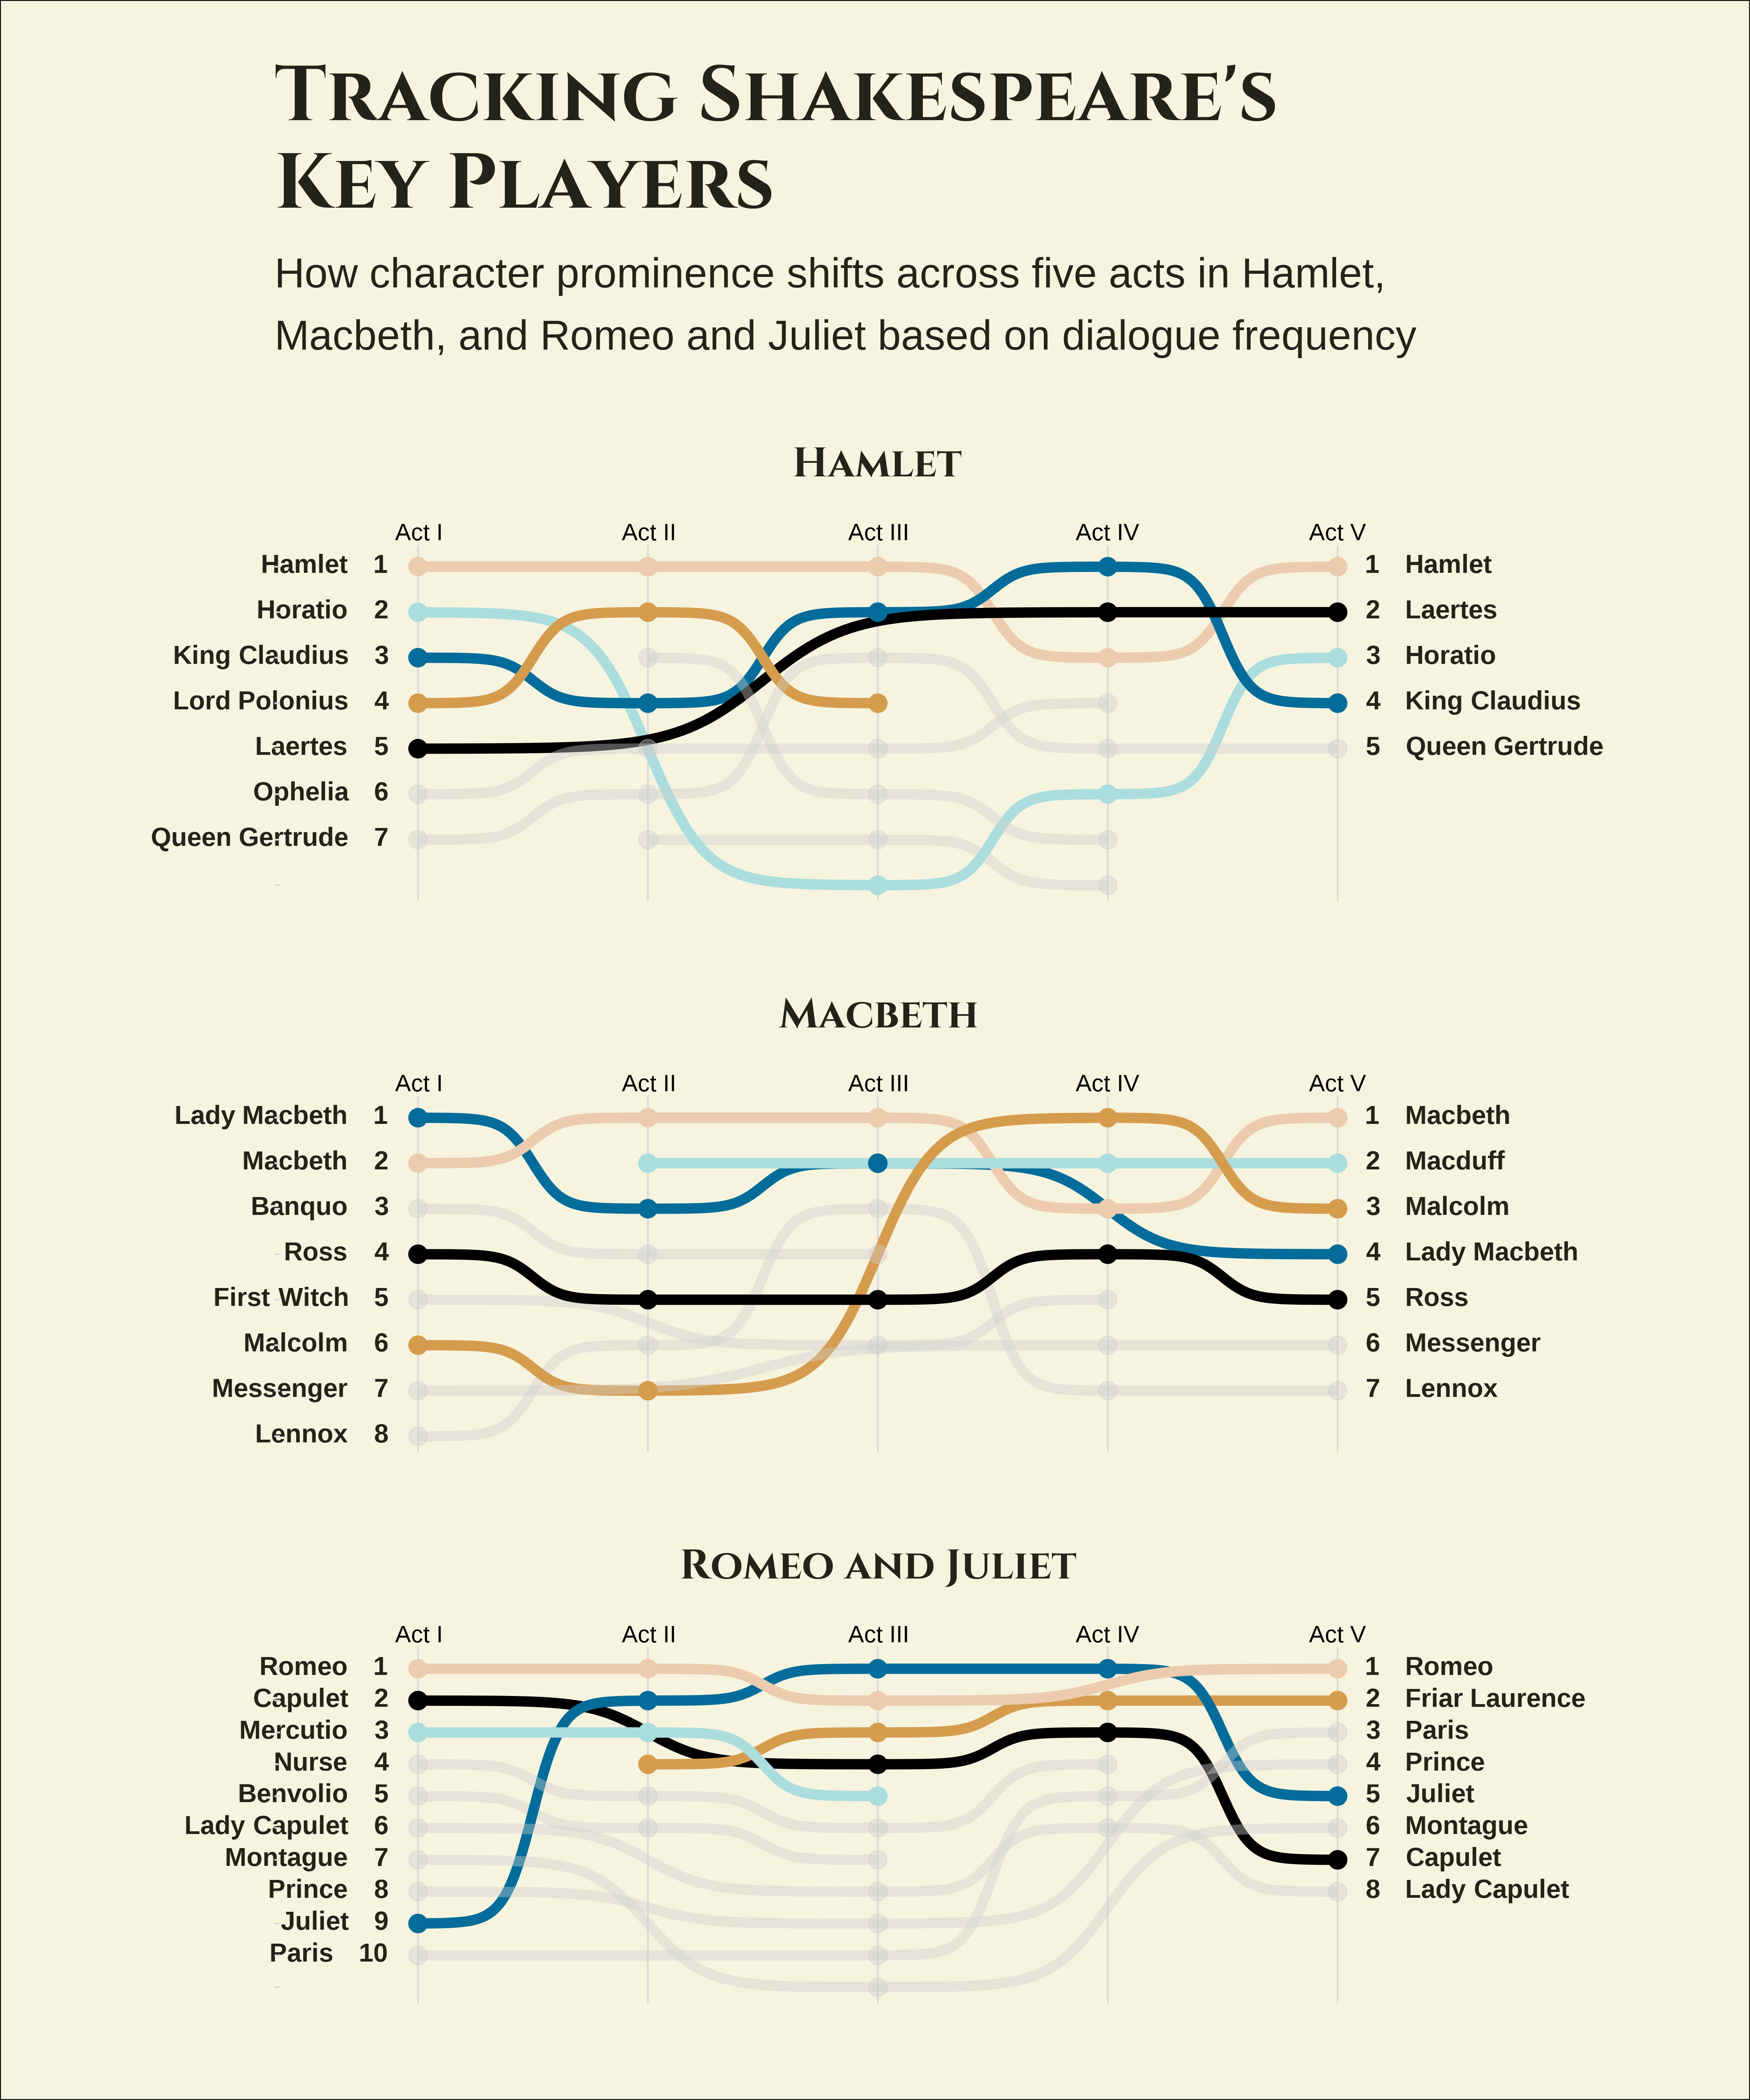 Tracking Shakespeare's
Key Players
How character prominence shifts across five acts in Hamlet,
Macbeth, and Romeo and Juliet based on dialogue frequency
Hamlet
Act I Act II Act III Act IV Act V
Hamlet 1 1 Hamlet
Horatio 2 2 Laertes
King Claudius 3 3 Horatio
Lord Polonius 4 4 King Claudius
Laertes 5 5 Queen Gertrude
Ophelia 6
Queen Gertrude 7
Macbeth
Act I Act II Act III Act IV Act V
Lady Macbeth 1 1 Macbeth
Macbeth 2 2 Macduff
Banquo 3 3 Malcolm
Ross 4 4 Lady Macbeth
First Witch 5 5 Ross
Malcolm 6 6 Messenger
Messenger 7 7 Lennox
Lennox 8
Romeo and Juliet
Act I Act II Act III Act IV Act V
Romeo 1 1 Romeo
Capulet 2 2 Friar Laurence
Mercutio 3 3 Paris
Nurse 4 4 Prince
Benvolio 5 5 Juliet
Lady Capulet 6 6 Montague
Montague 7 7 Capulet
Prince 8 8 Lady Capulet
Juliet 9
Paris 10